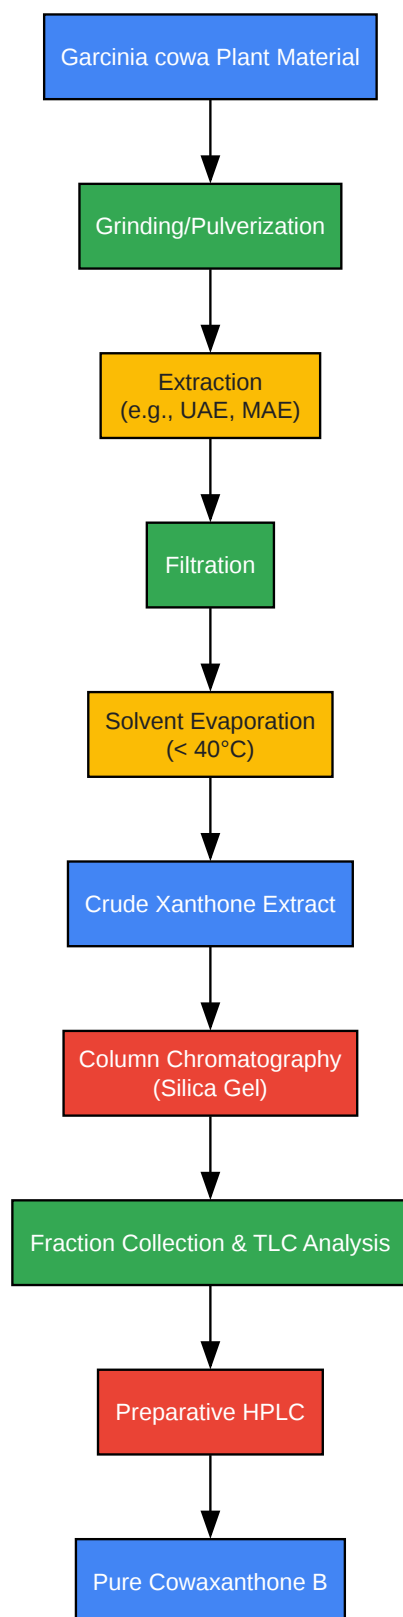 Garcinia cowa Plant Material
Grinding/Pulverization
Extraction
(e.g., UAE, MAE)
Filtration
Solvent Evaporation
(< 40°C)
Crude Xanthone Extract
Column Chromatography
(Silica Gel)
Fraction Collection & TLC Analysis
Preparative HPLC
Pure Cowaxanthone B